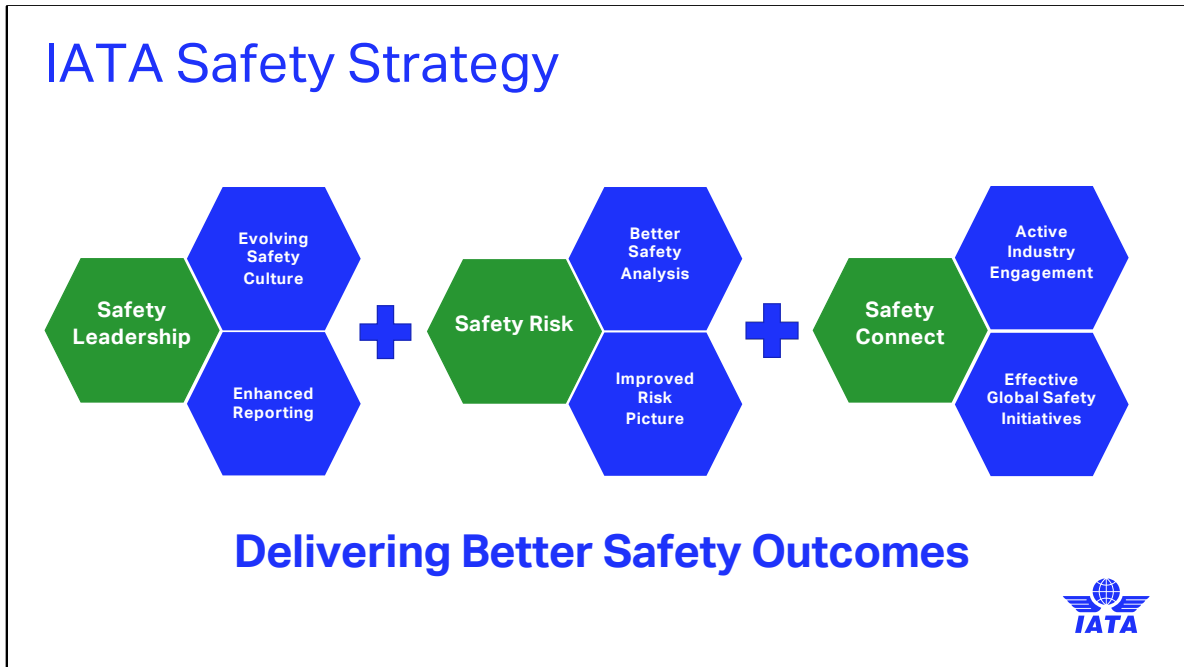 IATA Safety Strategy
Safety
Leadership
Evolving
Safety
Culture
Enhanced
Reporting
Safety Risk
Better
Safety
Analysis
Improved
Risk
Picture
Safety
Connect
Active
Industry
Engagement
Effective
Global Safety
Initiatives
Delivering Better Safety Outcomes
IATA